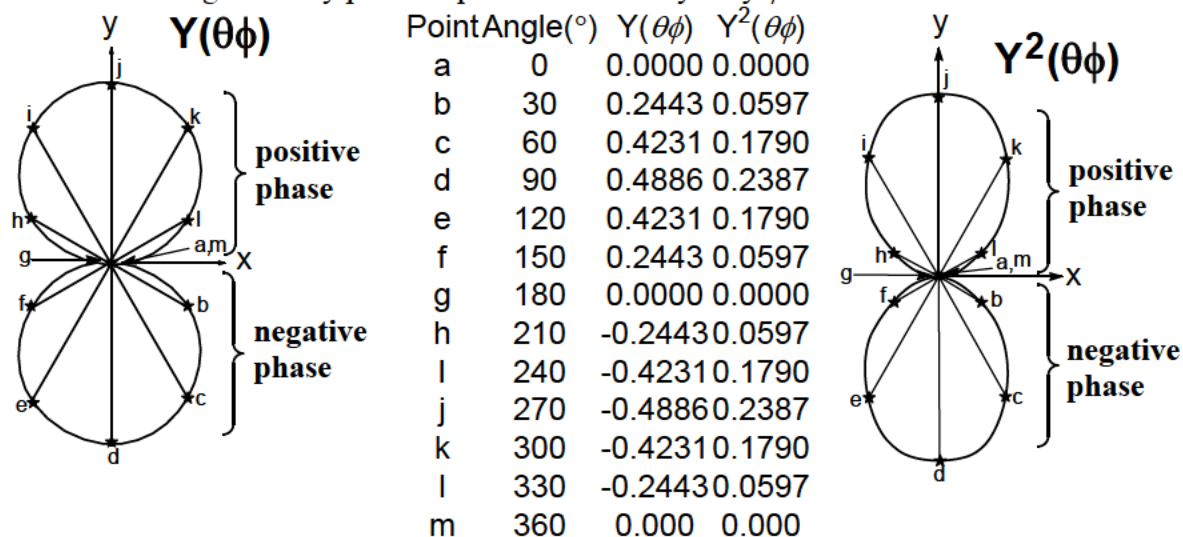 y
Y(θϕ)
j
i
k
positive
phase
h
l
a,m
g
x
f
b
negative
phase
e
c
d
Point Angle(°) Y(θϕ) Y²(θϕ)
a 0 0.0000 0.0000
b 30 0.2443 0.0597
c 60 0.4231 0.1790
d 90 0.4886 0.2387
e 120 0.4231 0.1790
f 150 0.2443 0.0597
g 180 0.0000 0.0000
h 210 -0.2443 0.0597
I 240 -0.4231 0.1790
j 270 -0.4886 0.2387
k 300 -0.4231 0.1790
l 330 -0.2443 0.0597
m 360 0.000 0.000
y
Y²(θϕ)
j
i
k
positive
phase
h
l
a,m
g
x
f
b
negative
phase
e
c
d